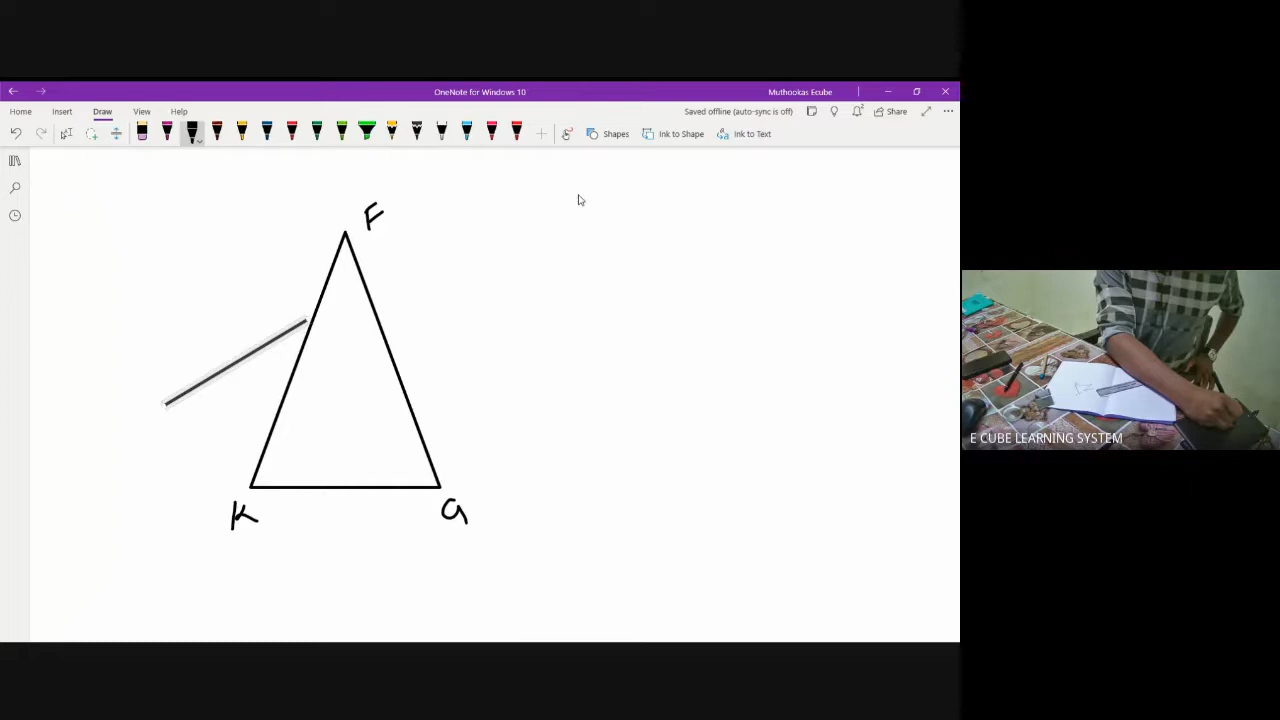 OneNote for Windows 10
Muthookas Ecube
Home Insert Draw View Help
Saved offline (auto-sync is off)
Share
Shapes
Ink to Shape
Ink to Text
F
K
G
E CUBE LEARNING SYSTEM